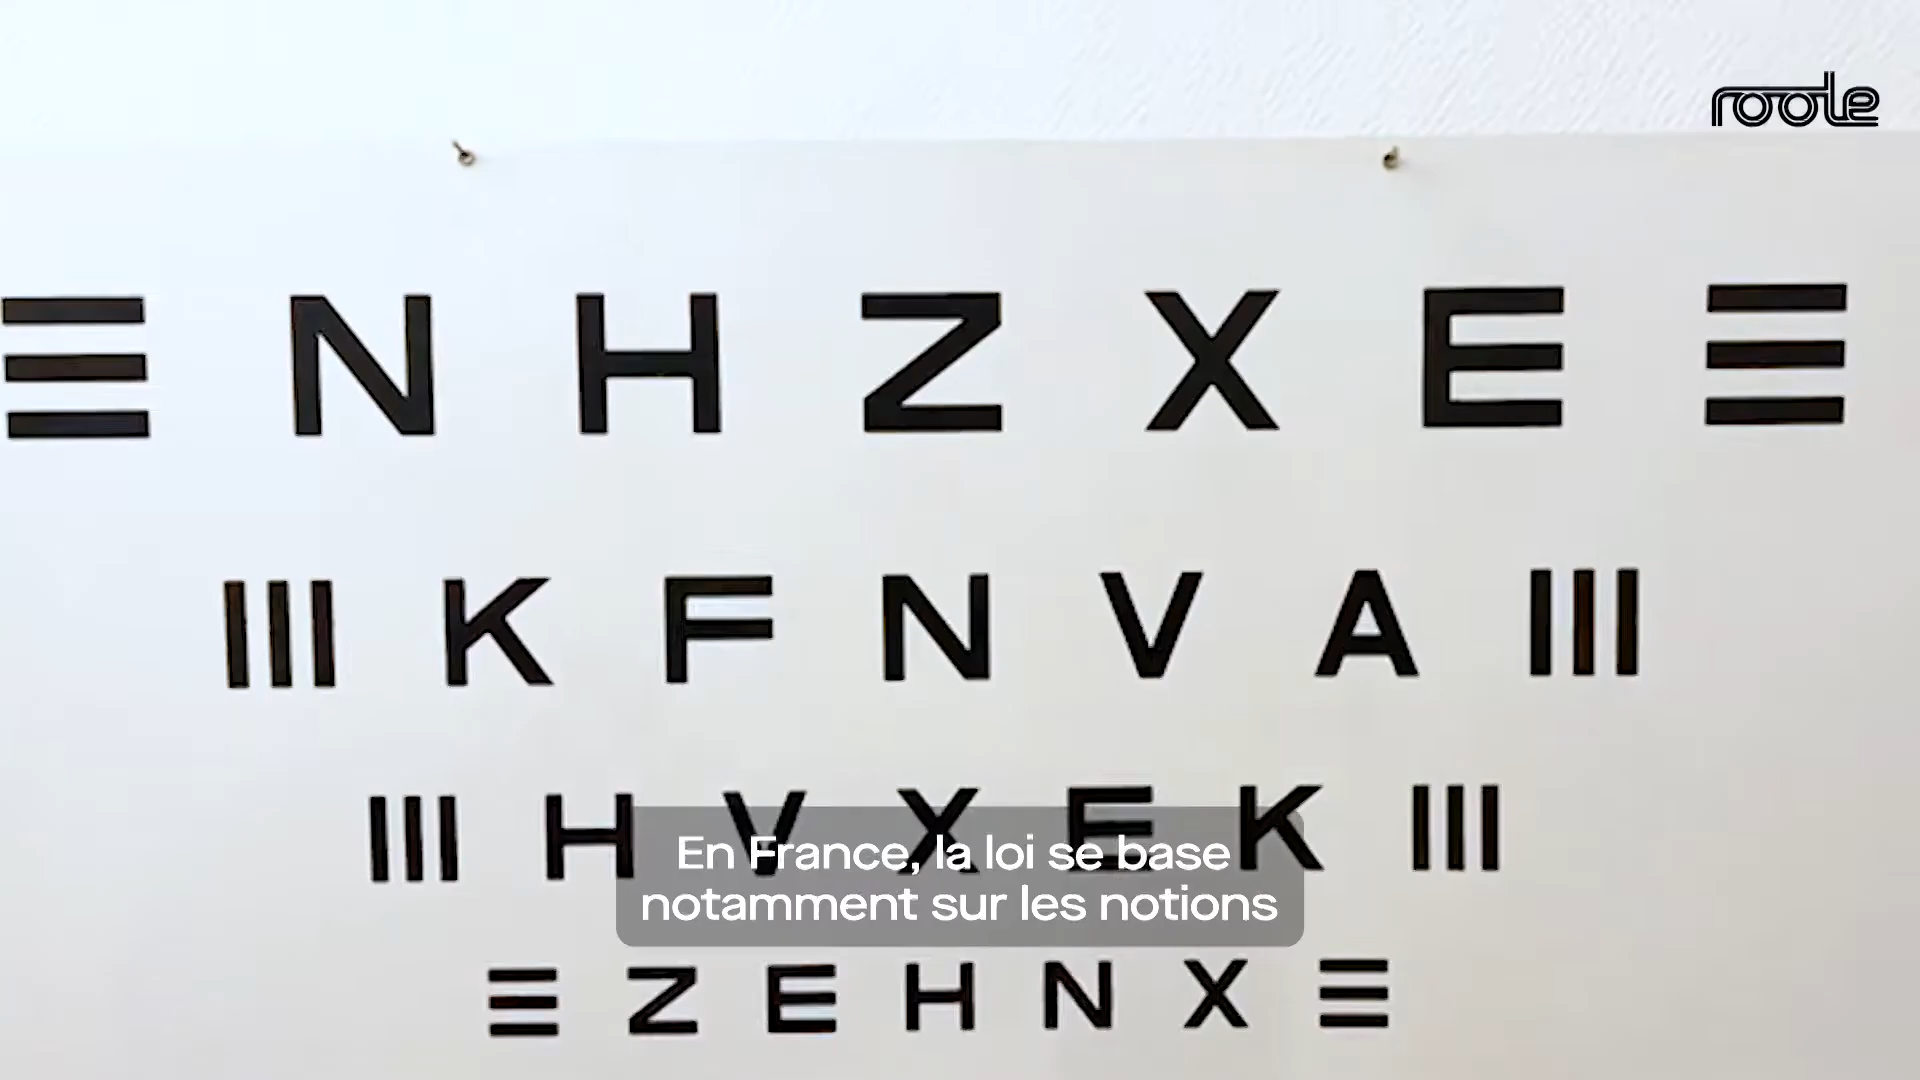 roole
N H Z X E
K F N V A
H V X E K
En France, la loi se base
notamment sur les notions
Z E H N X